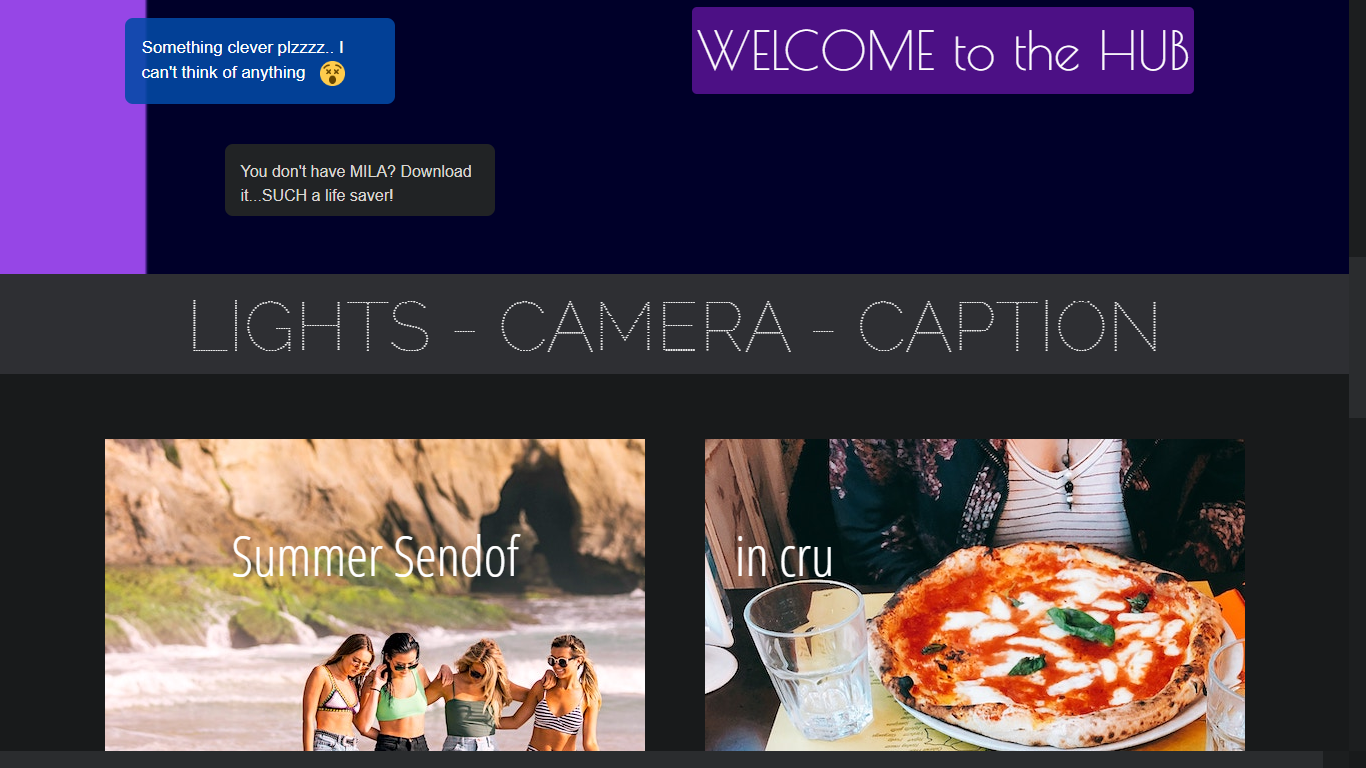 Something clever plzzzz.. I
can't think of anything 😵
WELCOME to the HUB
You don't have MILA? Download
it...SUCH a life saver!
LIGHTS - CAMERA - CAPTION
Summer Sendof
in cru